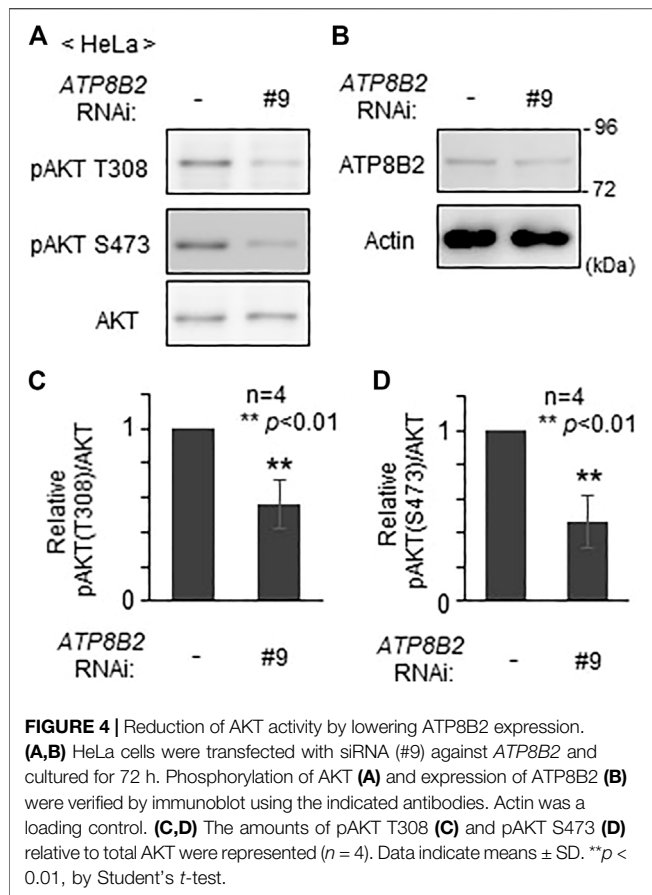 A < HeLa >
ATP8B2
RNAi: - #9
pAKT T308
pAKT S473
AKT
B
ATP8B2
RNAi: - #9
ATP8B2
-96
72
Actin
(kDa)
C
n=4
** p<0.01
**
Relative
pAKT(T308)/AKT
1
0
ATP8B2
RNAi: - #9
D
n=4
** p<0.01
**
Relative
pAKT(S473)/AKT
1
0
ATP8B2
RNAi: - #9
FIGURE 4 | Reduction of AKT activity by lowering ATP8B2 expression.
(A,B) HeLa cells were transfected with siRNA (#9) against ATP8B2 and
cultured for 72 h. Phosphorylation of AKT (A) and expression of ATP8B2 (B)
were verified by immunoblot using the indicated antibodies. Actin was a
loading control. (C,D) The amounts of pAKT T308 (C) and pAKT S473 (D)
relative to total AKT were represented (n = 4). Data indicate means ± SD. **p <
0.01, by Student's t-test.